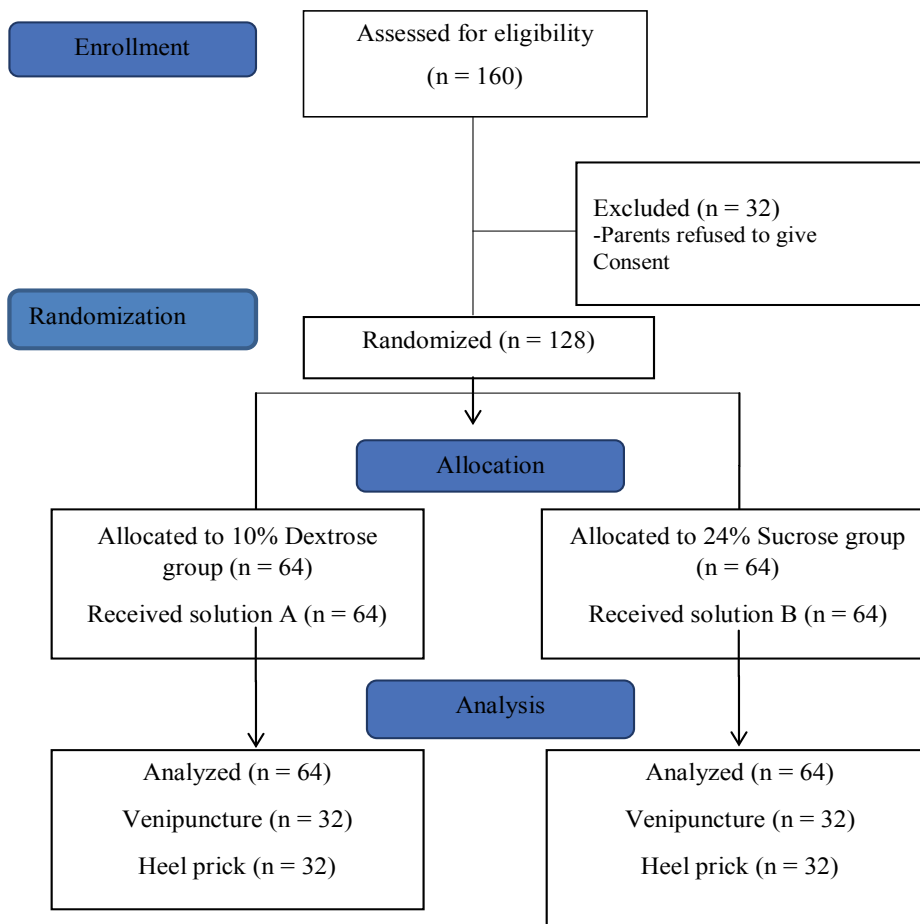 Enrollment
Assessed for eligibility
(n = 160)
Excluded (n = 32)
-Parents refused to give
Consent
Randomization
Randomized (n = 128)
Allocation
Allocated to 10% Dextrose
group (n = 64)
Received solution A (n = 64)
Allocated to 24% Sucrose group
(n = 64)
Received solution B (n = 64)
Analysis
Analyzed (n = 64)
Venipuncture (n = 32)
Heel prick (n = 32)
Analyzed (n = 64)
Venipuncture (n = 32)
Heel prick (n = 32)